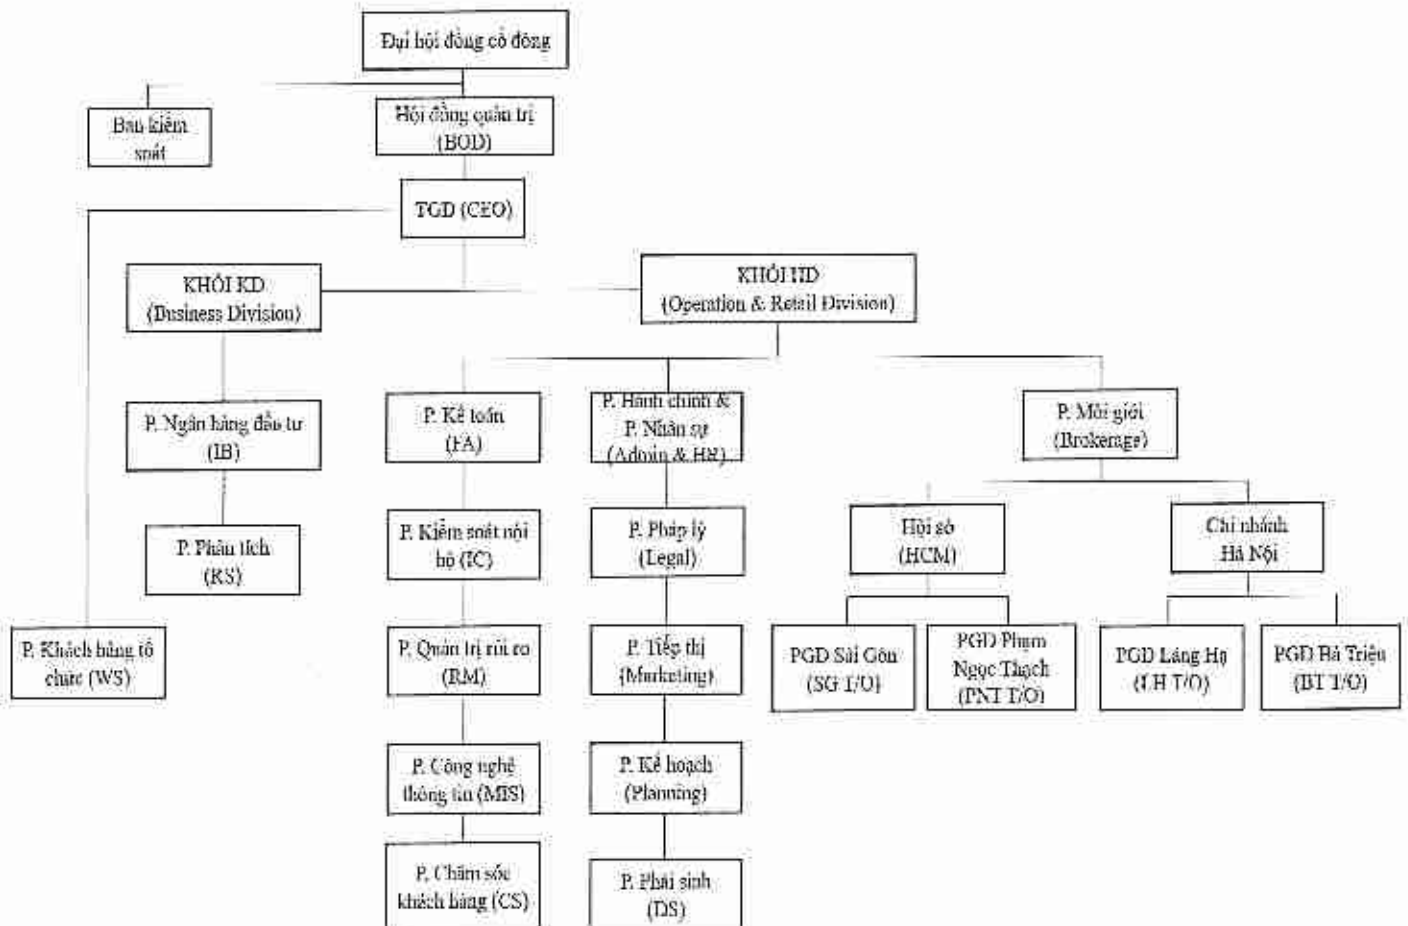 Đại hội đồng cổ đông
Ban kiểm
soát
Hội đồng quản trị
(BOD)
TGD (CEO)
KHỐI KD
(Business Division)
KHỐI HD
(Operation & Retail Division)
P. Ngân hàng đầu tư
(IB)
P. Kế toán
(FA)
P. Hành chính &
P. Nhân sự
(Admin & HR)
P. Môi giới
(Brokerage)
P. Phân tích
(RS)
P. Kiểm soát nội
bộ (IC)
P. Pháp lý
(Legal)
Hội sở
(HCM)
Chi nhánh
Hà Nội
P. Khách hàng tổ
chức (WS)
P. Quản trị rủi ro
(RM)
P. Tiếp thị
(Marketing)
PGD Sài Gòn
(SG T/O)
PGD Phạm
Ngọc Thạch
(PNT T/O)
PGD Láng Hạ
(LH T/O)
PGD Bà Triệu
(BT T/O)
P. Công nghệ
thông tin (MIS)
P. Kế hoạch
(Planning)
P. Chăm sóc
khách hàng (CS)
P. Phái sinh
(DS)